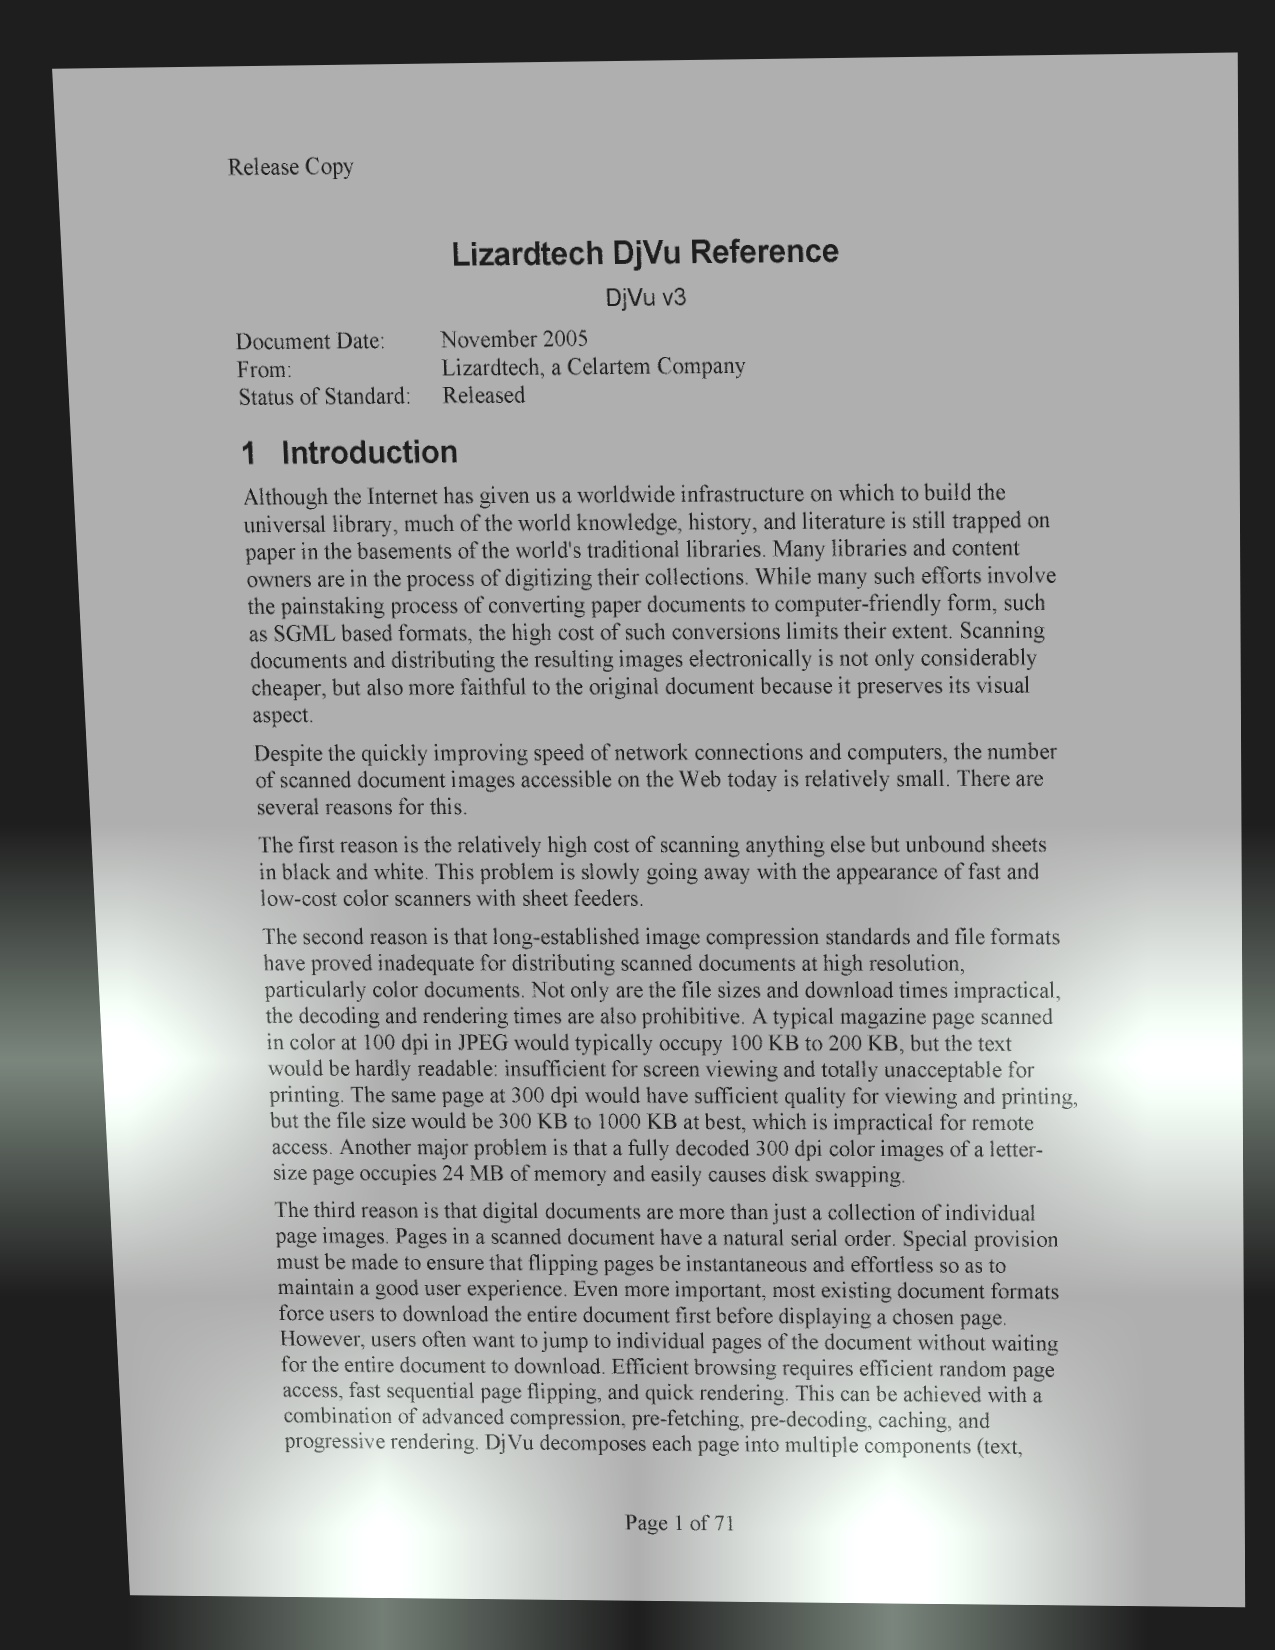 Release Copy
Lizardtech DjVu Reference
DjVu v3
Document Date: November 2005
From: Lizardtech, a Celartem Company
Status of Standard: Released
1 Introduction
Although the Internet has given us a worldwide infrastructure on which to build the
universal library, much of the world knowledge, history, and literature is still trapped on
paper in the basements of the world's traditional libraries. Many libraries and content
owners are in the process of digitizing their collections. While many such efforts involve
the painstaking process of converting paper documents to computer-friendly form, such
as SGML based formats, the high cost of such conversions limits their extent. Scanning
documents and distributing the resulting images electronically is not only considerably
cheaper, but also more faithful to the original document because it preserves its visual
aspect.
Despite the quickly improving speed of network connections and computers, the number
of scanned document images accessible on the Web today is relatively small. There are
several reasons for this.
The first reason is the relatively high cost of scanning anything else but unbound sheets
in black and white. This problem is slowly going away with the appearance of fast and
low-cost color scanners with sheet feeders.
The second reason is that long-established image compression standards and file formats
have proved inadequate for distributing scanned documents at high resolution,
particularly color documents. Not only are the file sizes and download times impractical,
the decoding and rendering times are also prohibitive. A typical magazine page scanned
in color at 100 dpi in JPEG would typically occupy 100 KB to 200 KB, but the text
would be hardly readable: insufficient for screen viewing and totally unacceptable for
printing. The same page at 300 dpi would have sufficient quality for viewing and printing,
but the file size would be 300 KB to 1000 KB at best, which is impractical for remote
access. Another major problem is that a fully decoded 300 dpi color images of a letter-
size page occupies 24 MB of memory and easily causes disk swapping.
The third reason is that digital documents are more than just a collection of individual
page images. Pages in a scanned document have a natural serial order. Special provision
must be made to ensure that flipping pages be instantaneous and effortless so as to
maintain a good user experience. Even more important, most existing document formats
force users to download the entire document first before displaying a chosen page.
However, users often want to jump to individual pages of the document without waiting
for the entire document to download. Efficient browsing requires efficient random page
access, fast sequential page flipping, and quick rendering. This can be achieved with a
combination of advanced compression, pre-fetching, pre-decoding, caching, and
progressive rendering. DjVu decomposes each page into multiple components (text,
Page 1 of 71